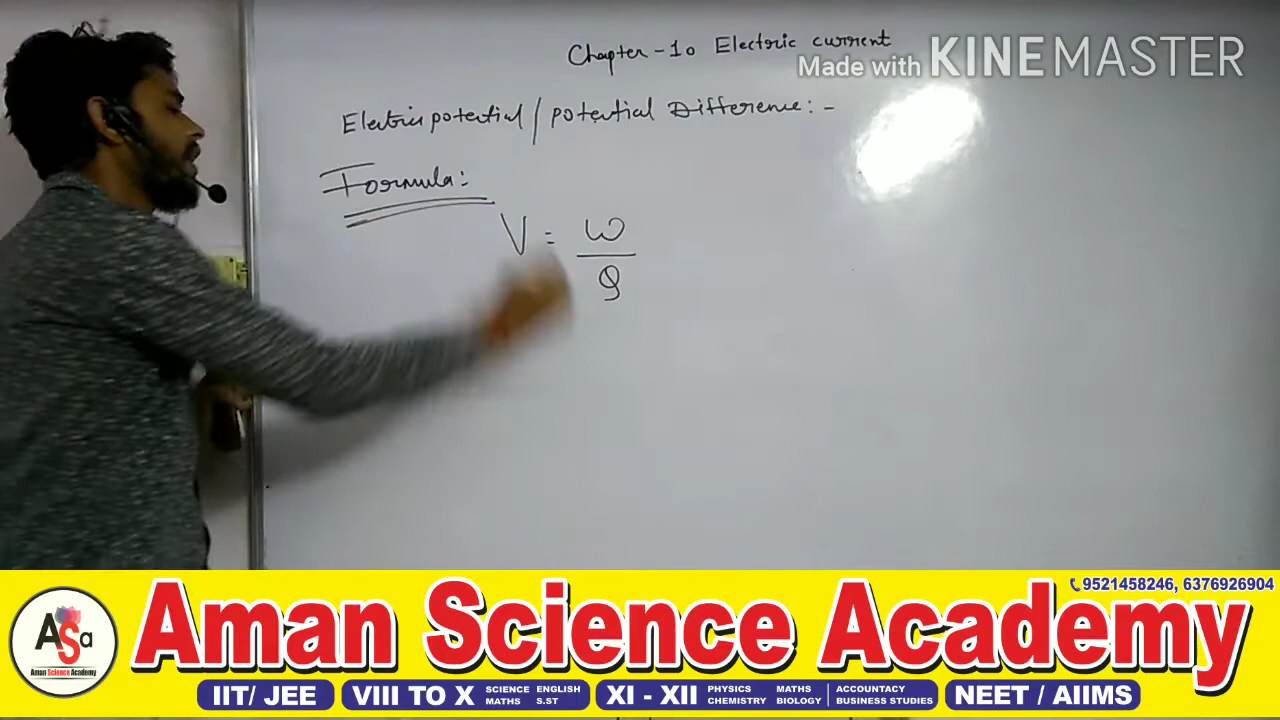 Chapter - 10 Electric current
Made with KINEMASTER
Electric potential / potential Difference : -
Formula :
V = W
Q
9521458246, 6376926904
ASa
Aman Science Academy
Aman Science Academy
IIT/ JEE
VIII TO X
SCIENCE ENGLISH
MATHS S.ST
XI - XII
PHYSICS MATHS
CHEMISTRY BIOLOGY
ACCOUNTACY
BUSINESS STUDIES
NEET / AIIMS